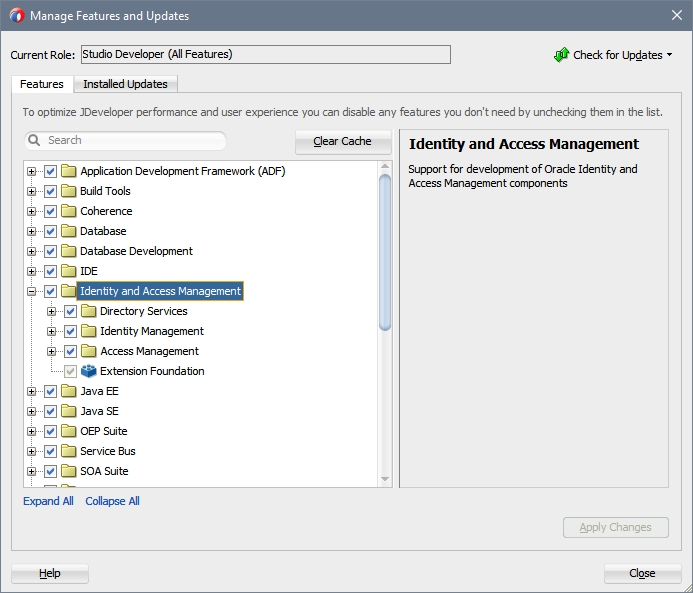 Manage Features and Updates
Current Role: Studio Developer (All Features)
Check for Updates
Features
Installed Updates
To optimize JDeveloper performance and user experience you can disable any features you don't need by unchecking them in the list.
Search
Clear Cache
Application Development Framework (ADF)
Build Tools
Coherence
Database
Database Development
IDE
Identity and Access Management
Directory Services
Identity Management
Access Management
Extension Foundation
Java EE
Java SE
OEP Suite
Service Bus
SOA Suite
Identity and Access Management
Support for development of Oracle Identity and
Access Management components
Expand All
Collapse All
Apply Changes
Help
Close